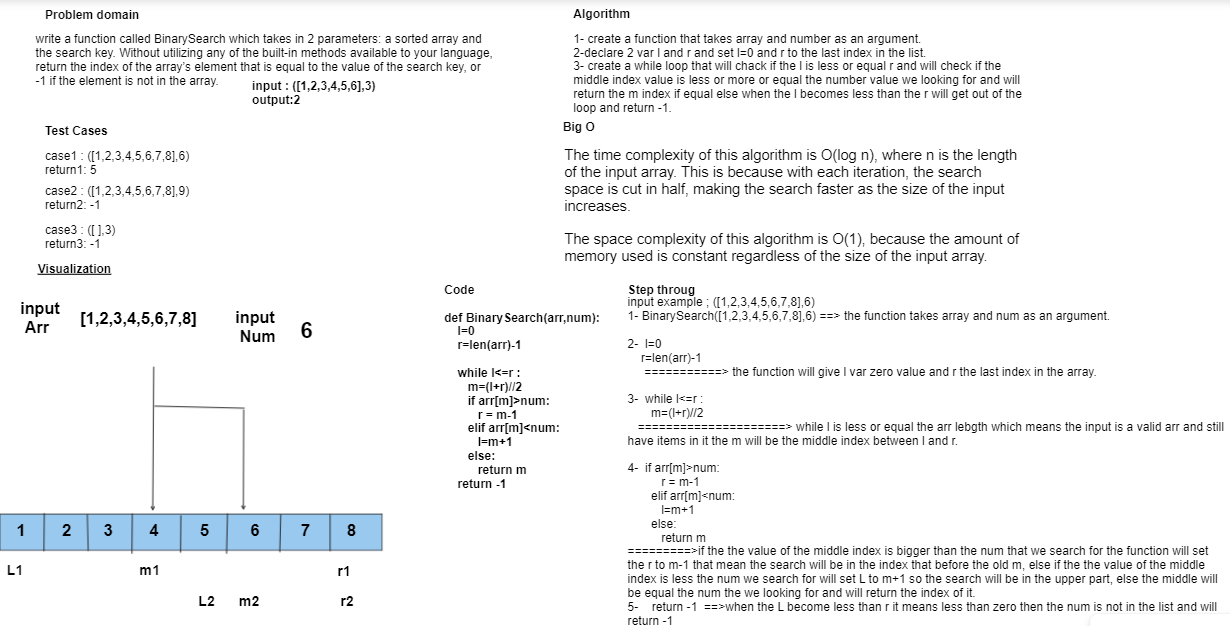 Problem domain
write a function called BinarySearch which takes in 2 parameters: a sorted array and
the search key. Without utilizing any of the built-in methods available to your language,
return the index of the array's element that is equal to the value of the search key, or
-1 if the element is not in the array.
input : ([1,2,3,4,5,6],3)
output:2
Test Cases
case1 : ([1,2,3,4,5,6,7,8],6)
return1: 5
case2 : ([1,2,3,4,5,6,7,8],9)
return2: -1
case3 : ([ ],3)
return3: -1
Visualization
input
Arr
[1,2,3,4,5,6,7,8]
input
Num
6
1 2 3 4 5 6 7 8
L1 m1 r1
L2 m2 r2
Algorithm
1- create a function that takes array and number as an argument.
2-declare 2 var l and r and set l=0 and r to the last index in the list.
3- create a while loop that will chack if the l is less or equal r and will check if the
middle index value is less or more or equal the number value we looking for and will
return the m index if equal else when the l becomes less than the r will get out of the
loop and return -1.
Big O
The time complexity of this algorithm is O(log n), where n is the length
of the input array. This is because with each iteration, the search
space is cut in half, making the search faster as the size of the input
increases.
The space complexity of this algorithm is O(1), because the amount of
memory used is constant regardless of the size of the input array.
Code
def BinarySearch(arr,num):
l=0
r=len(arr)-1
while l<=r :
m=(l+r)//2
if arr[m]>num:
r = m-1
elif arr[m]<num:
l=m+1
else:
return m
return -1
Step throug
input example ; ([1,2,3,4,5,6,7,8],6)
1- BinarySearch([1,2,3,4,5,6,7,8],6) ==> the function takes array and num as an argument.
2- l=0
r=len(arr)-1
===========> the function will give l var zero value and r the last index in the array.
3- while l<=r :
m=(l+r)//2
=====================> while l is less or equal the arr lebgth which means the input is a valid arr and still
have items in it the m will be the middle index between l and r.
4- if arr[m]>num:
r = m-1
elif arr[m]<num:
l=m+1
else:
return m
=========>if the the value of the middle index is bigger than the num that we search for the function will set
the r to m-1 that mean the search will be in the index that before the old m, else if the the value of the middle
index is less the num we search for will set L to m+1 so the search will be in the upper part, else the middle will
be equal the num the we looking for and will return the index of it.
5- return -1 ==>when the L become less than r it means less than zero then the num is not in the list and will
return -1